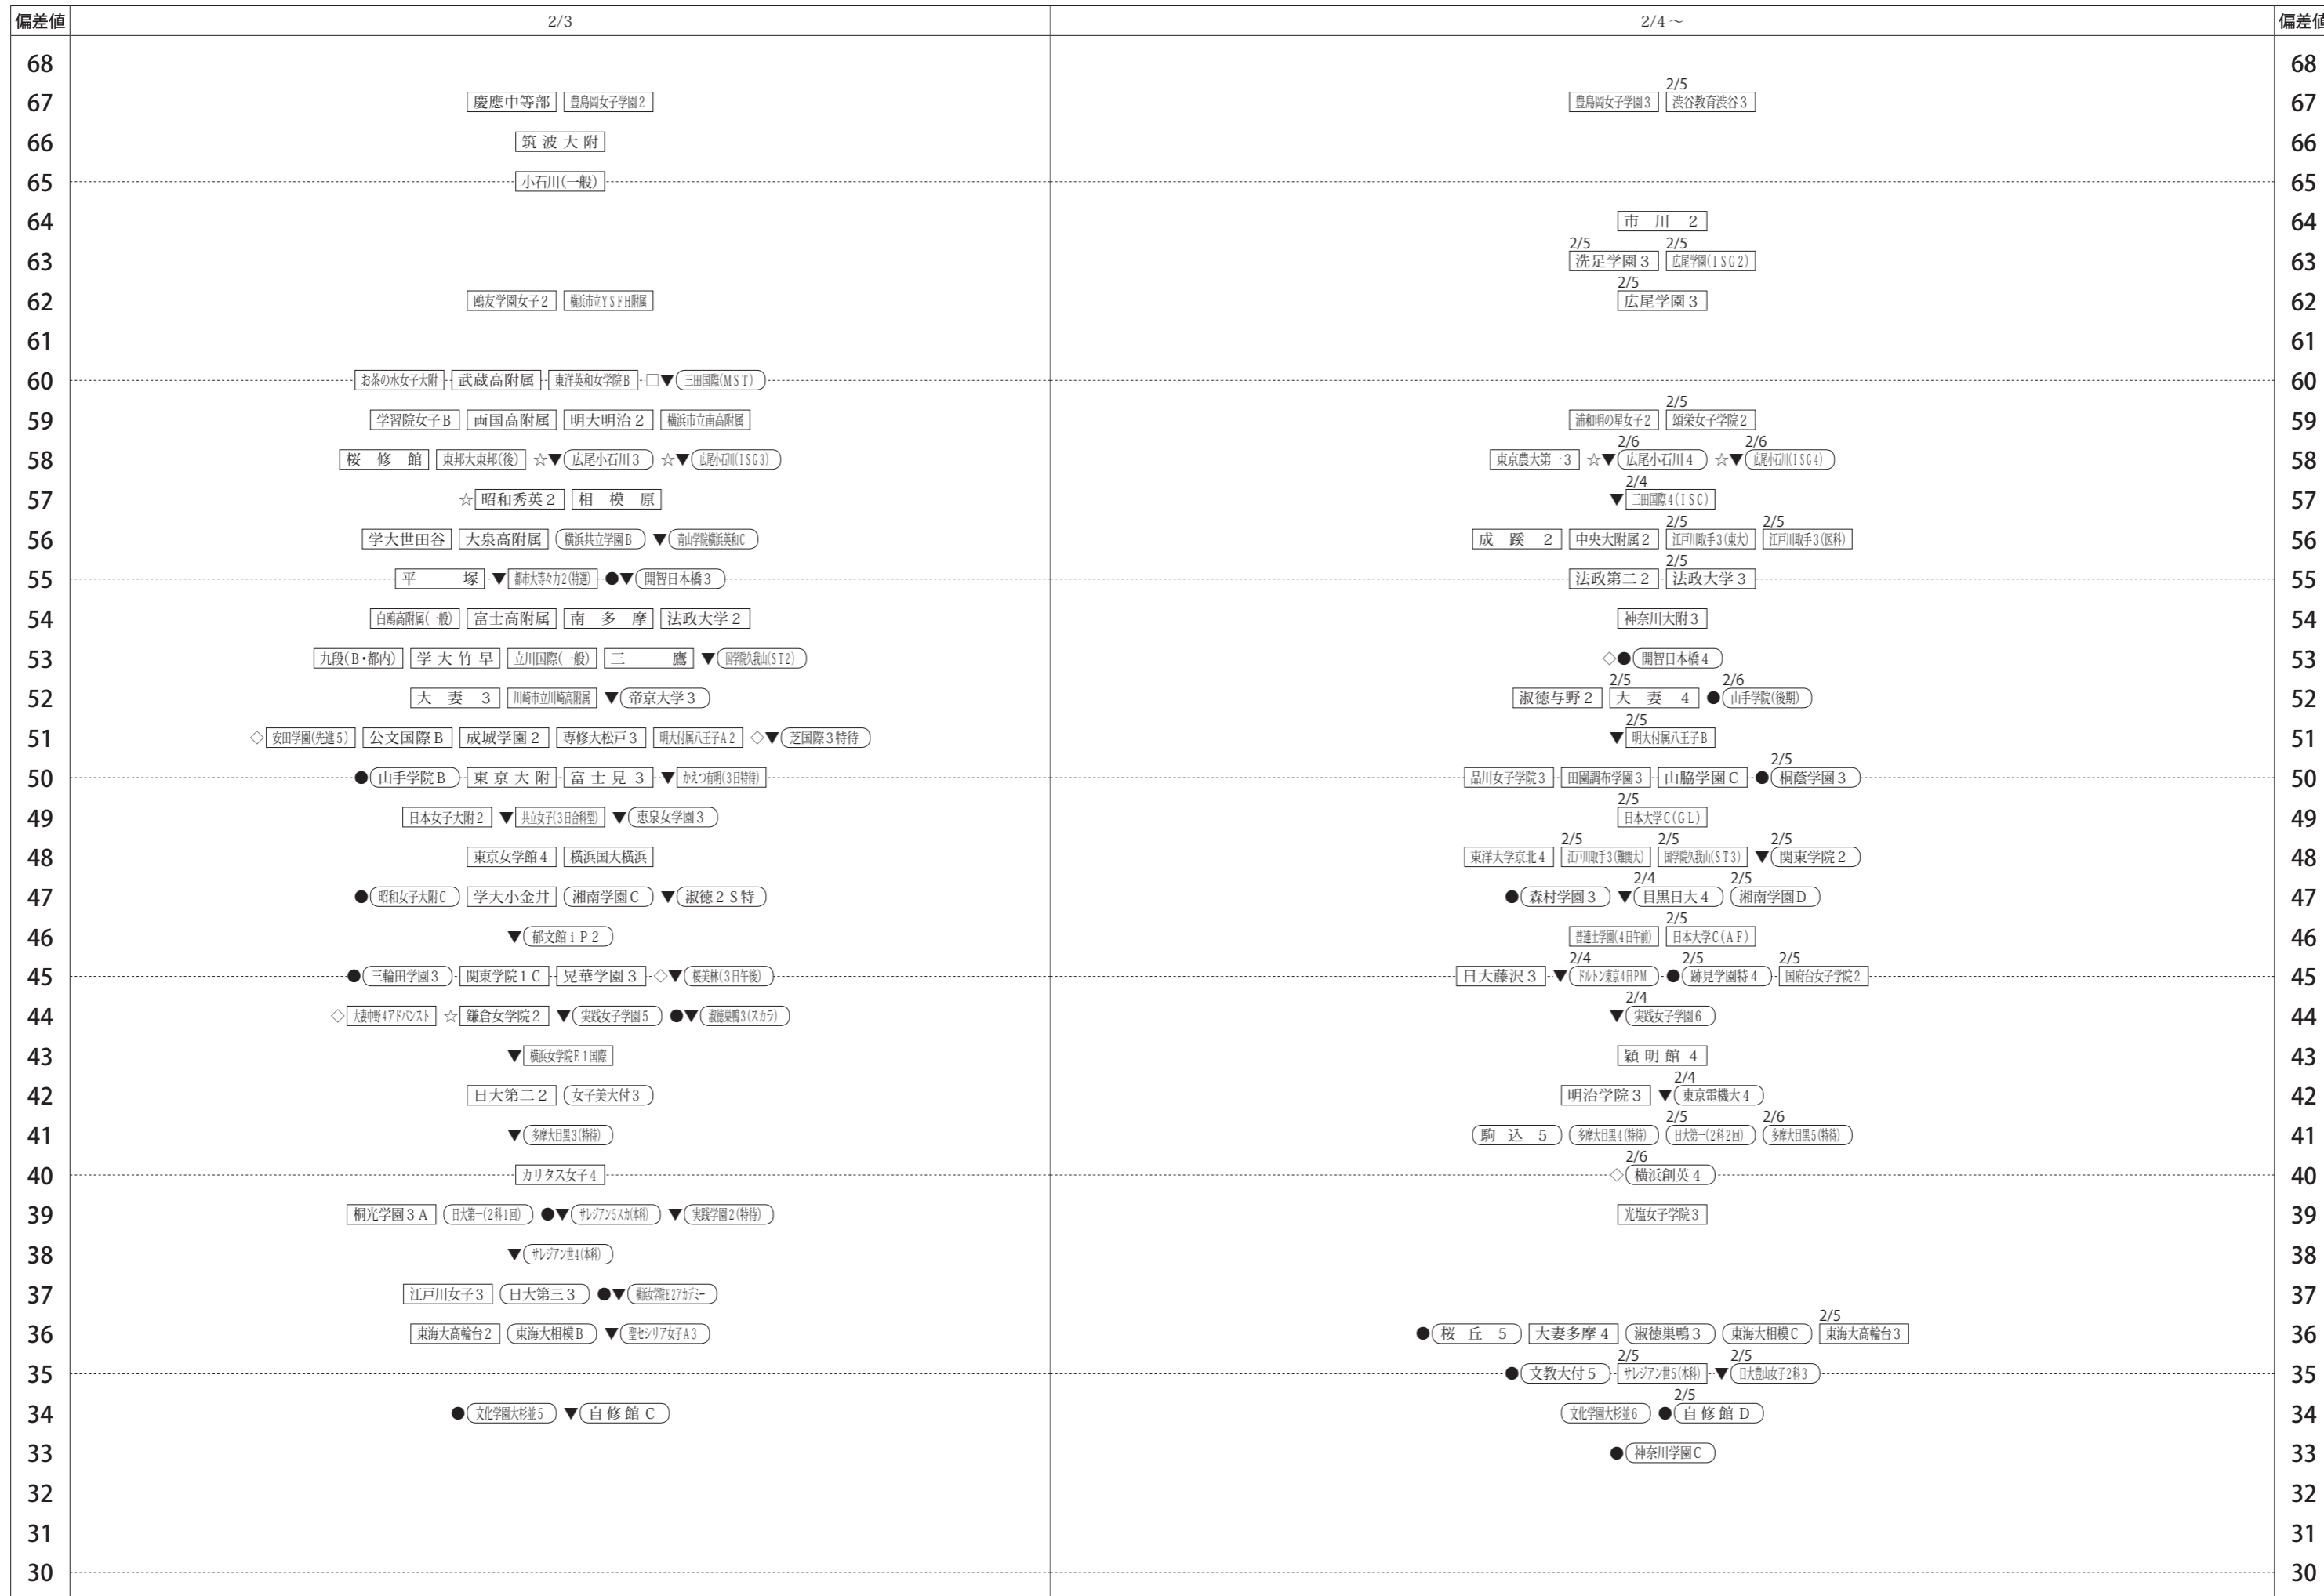 偏差値 2/3 2/4～ 偏差値
68 68
2/5
67 慶應中等部 豊島岡女子学園2 豊島岡女子学園3 渋谷教育渋谷3 67
66 筑波大附 66
65 小石川(一般) 65
64 市川 2 64
2/5 2/5
63 洗足学園3 広尾学園(ISG2) 63
2/5
62 鷗友学園女子2 横浜市立YSFH附属 広尾学園3 62
61 61
60 お茶の水女子大附 武蔵高附属 東洋英和女学院B □▼三田国際(MST) 60
2/5
59 学習院女子B 両国高附属 明大明治2 横浜市立南高附属 浦和明の星女子2 頌栄女子学院2 59
2/6 2/6
58 桜修館 東邦大東邦(後) ☆▼広尾小石川3 ☆▼広尾小石川(ISG3) 東京農大第一3 ☆▼広尾小石川4 ☆▼広尾小石川(ISG4) 58
2/4
57 ☆昭和秀英2 相模原 ▼三田国際4(ISC) 57
2/5 2/5
56 学大世田谷 大泉高附属 横浜共立学園B ▼青山学院横浜英和C 成蹊 2 中央大附属2 江戸川取手3(東大) 江戸川取手3(医科) 56
2/5
55 平塚 ▼都市大等々力2(特選) ●▼開智日本橋3 法政第二2 法政大学3 55
54 白鷗高附属(一般) 富士高附属 南多摩 法政大学2 神奈川大附3 54
53 九段(B・都内) 学大竹早 立川国際(一般) 三鷹 ▼国学院久我山(ST2) ◇●開智日本橋4 53
2/5 2/6
52 大妻 3 川崎市立川崎高附属 ▼帝京大学3 淑徳与野2 大妻 4 ●山手学院(後期) 52
2/5
51 ◇安田学園(先進5) 公文国際B 成城学園2 専修大松戸3 明大付属八王子A2 ◇▼芝国際3特待 ▼明大付属八王子B 51
2/5
50 ●山手学院B 東京大附 富士見3 ▼かえつ有明(3日特待) 品川女子学院3 田園調布学園3 山脇学園C ●桐蔭学園3 50
2/5
49 日本女子大附2 ▼共立女子(3日合科型) ▼恵泉女学園3 日本大学C(GL) 49
2/5 2/5 2/5
48 東京女学館4 横浜国大横浜 東洋大学京北4 江戸川取手3(難関大) 国学院久我山(ST3) ▼関東学院2 48
2/4 2/5
47 ●昭和女子大附C 学大小金井 湘南学園C ▼淑徳2S特 ●森村学園3 ▼目黒日大4 湘南学園D 47
2/5
46 ▼郁文館iP2 普連土学園(4日午前) 日本大学C(AF) 46
2/4 2/5 2/5
45 ●三輪田学園3 関東学院1C 晃華学園3 ◇▼桜美林(3日午後) 日大藤沢3 ▼ドルトン東京4日PM ●跡見学園特4 国府台女子学院2 45
2/4
44 ◇大妻中野4アドバンスト ☆鎌倉女学院2 ▼実践女子学園5 ●▼淑徳巣鴨3(スカラ) ▼実践女子学園6 44
43 ▼横浜女学院E1国際 穎明館 4 43
2/4
42 日大第二2 女子美大付3 明治学院3 ▼東京電機大4 42
2/5 2/6
41 ▼多摩大目黒3(特待) 駒込 5 多摩大目黒4(特待) 日大第一(2科2回) 多摩大目黒5(特待) 41
2/6
40 カリタス女子4 ◇横浜創英4 40
39 桐光学園3A 日大第一(2科1回) ●▼サレジアン5スカ(本科) ▼実践学園2(特待) 光塩女子学院3 39
38 ▼サレジアン世4(本科) 38
37 江戸川女子3 日大第三3 ●▼横浜女学院E2アカデミー 37
2/5
36 東海大高輪台2 東海大相模B ▼聖セシリア女子A3 ●桜丘 5 大妻多摩4 淑徳巣鴨3 東海大相模C 東海大高輪台3 36
2/5 2/5
35 ●文教大付5 サレジアン世5(本科) ▼日大豊山女子2科3 35
2/5
34 ●文化学園大杉並5 ▼自修館C 文化学園大杉並6 ●自修館D 34
33 ●神奈川学園C 33
32 32
31 31
30 30